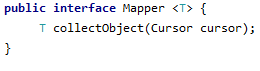 public interface Mapper <T> {
    T collectObject(Cursor cursor);
}